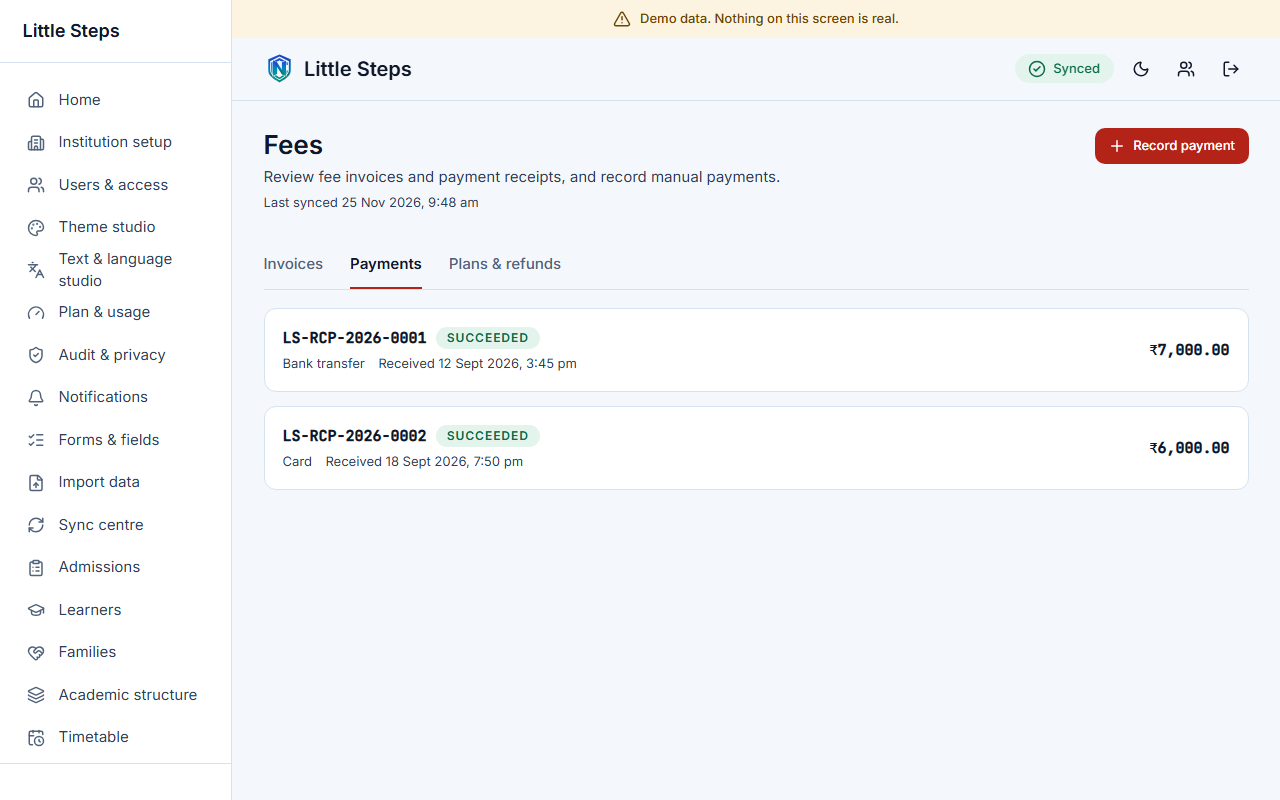 Little Steps
Home
Institution setup
Users & access
Theme studio
Text & language
studio
Plan & usage
Audit & privacy
Notifications
Forms & fields
Import data
Sync centre
Admissions
Learners
Families
Academic structure
Timetable
Demo data. Nothing on this screen is real.
Little Steps
Synced
Fees
Review fee invoices and payment receipts, and record manual payments.
Last synced 25 Nov 2026, 9:48 am
Record payment
Invoices Payments Plans & refunds
LS-RCP-2026-0001 SUCCEEDED
Bank transfer Received 12 Sept 2026, 3:45 pm
₹7,000.00
LS-RCP-2026-0002 SUCCEEDED
Card Received 18 Sept 2026, 7:50 pm
₹6,000.00